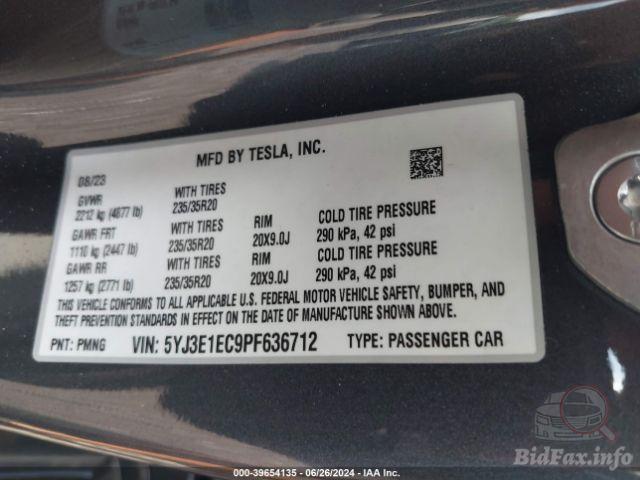 MFD BY TESLA, INC.
08/23
GVWR WITH TIRES
2212 kg (4877 lb) 235/35R20
GAWR FRT WITH TIRES RIM COLD TIRE PRESSURE
1110 kg (2447 lb) 235/35R20 20X9.0J 290 kPa, 42 psi
GAWR RR WITH TIRES RIM COLD TIRE PRESSURE
1257 kg (2771 lb) 235/35R20 20X9.0J 290 kPa, 42 psi
THIS VEHICLE CONFORMS TO ALL APPLICABLE U.S. FEDERAL MOTOR VEHICLE SAFETY, BUMPER, AND
THEFT PREVENTION STANDARDS IN EFFECT ON THE DATE OF MANUFACTURE SHOWN ABOVE.
PNT: PMNG VIN: 5YJ3E1EC9PF636712 TYPE: PASSENGER CAR
BidFax.info
000-39654135 - 06/26/2024 - IAA Inc.